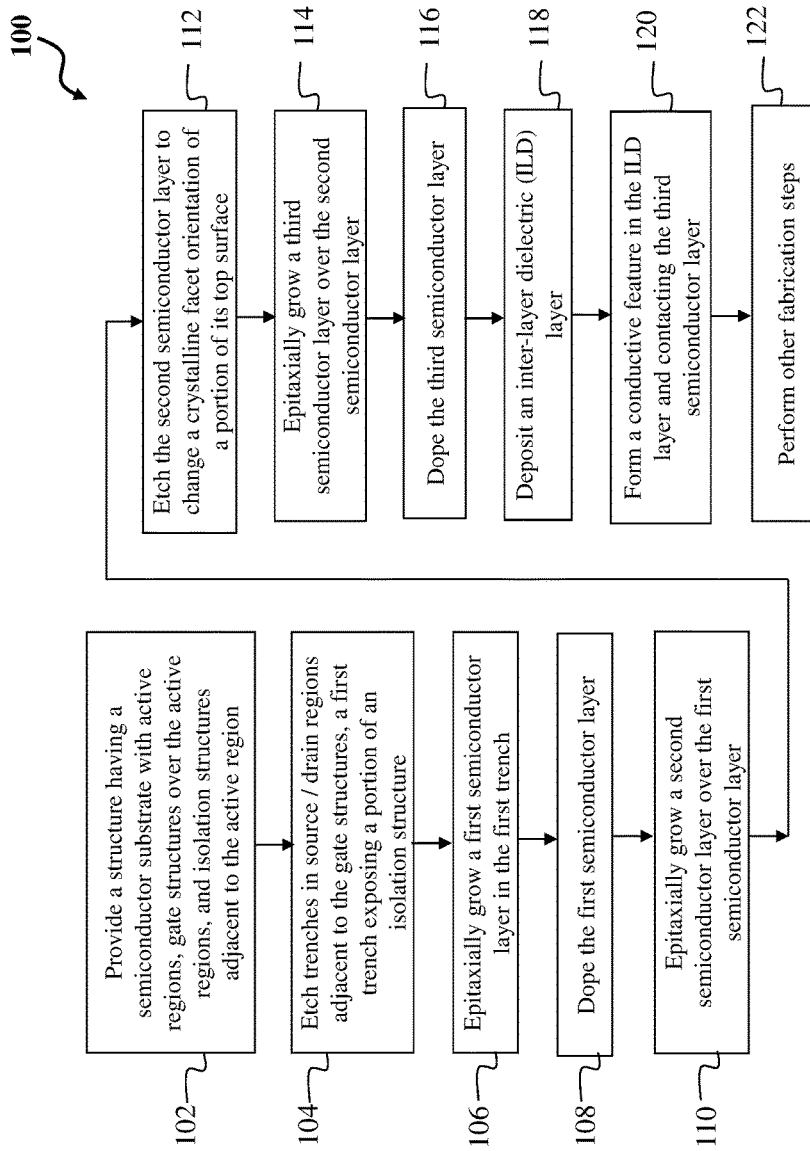 100
102
Provide a structure having a
semiconductor substrate with active
regions, gate structures over the active
regions, and isolation structures
adjacent to the active region
104
Etch trenches in source / drain regions
adjacent to the gate structures, a first
trench exposing a portion of an
isolation structure
106
Epitaxially grow a first semiconductor
layer in the first trench
108
Dope the first semiconductor layer
110
Epitaxially grow a second
semiconductor layer over the first
semiconductor layer
Etch the second semiconductor layer to
change a crystalline facet orientation of
a portion of its top surface
112
Epitaxially grow a third
semiconductor layer over the second
semiconductor layer
114
Dope the third semiconductor layer
116
Deposit an inter-layer dielectric (ILD)
layer
118
Form a conductive feature in the ILD
layer and contacting the third
semiconductor layer
120
Perform other fabrication steps
122